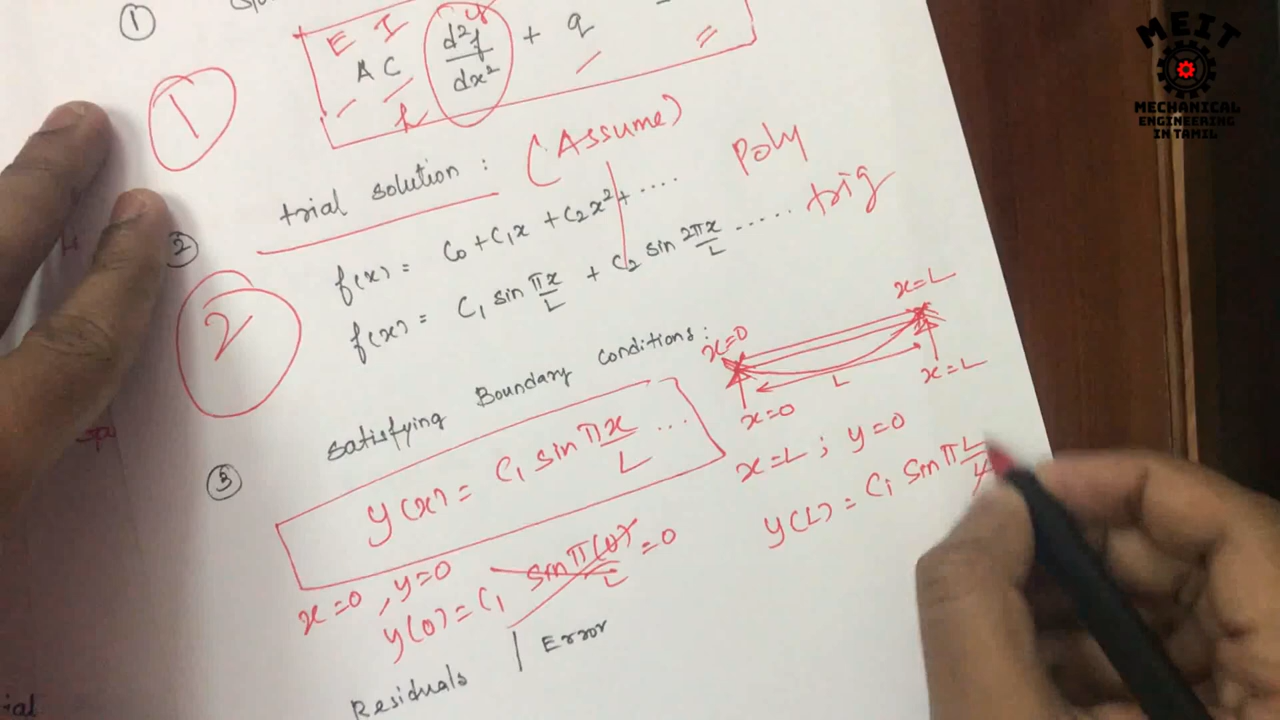 ①
E I
y
A C d²f/dx² + q =
1
trial solution : (Assume)
②
f(x) = C₀ + C₁x + C₂x² + .... Poly
f(x) = C₁ sin πx/L + C₂ sin 2πx/L ..... trig
2
satisfying Boundary conditions :
③
y(x) = C₁ sin πx/L ...
x=0 x=L
L
x=0 x=L
x=0 , y=0
y(0) = C₁ sin π(0)/L = 0
x=L ; y=0
y(L) = C₁ sin π L/L
Residuals | Error
MEIT
MECHANICAL
ENGINEERING
IN TAMIL